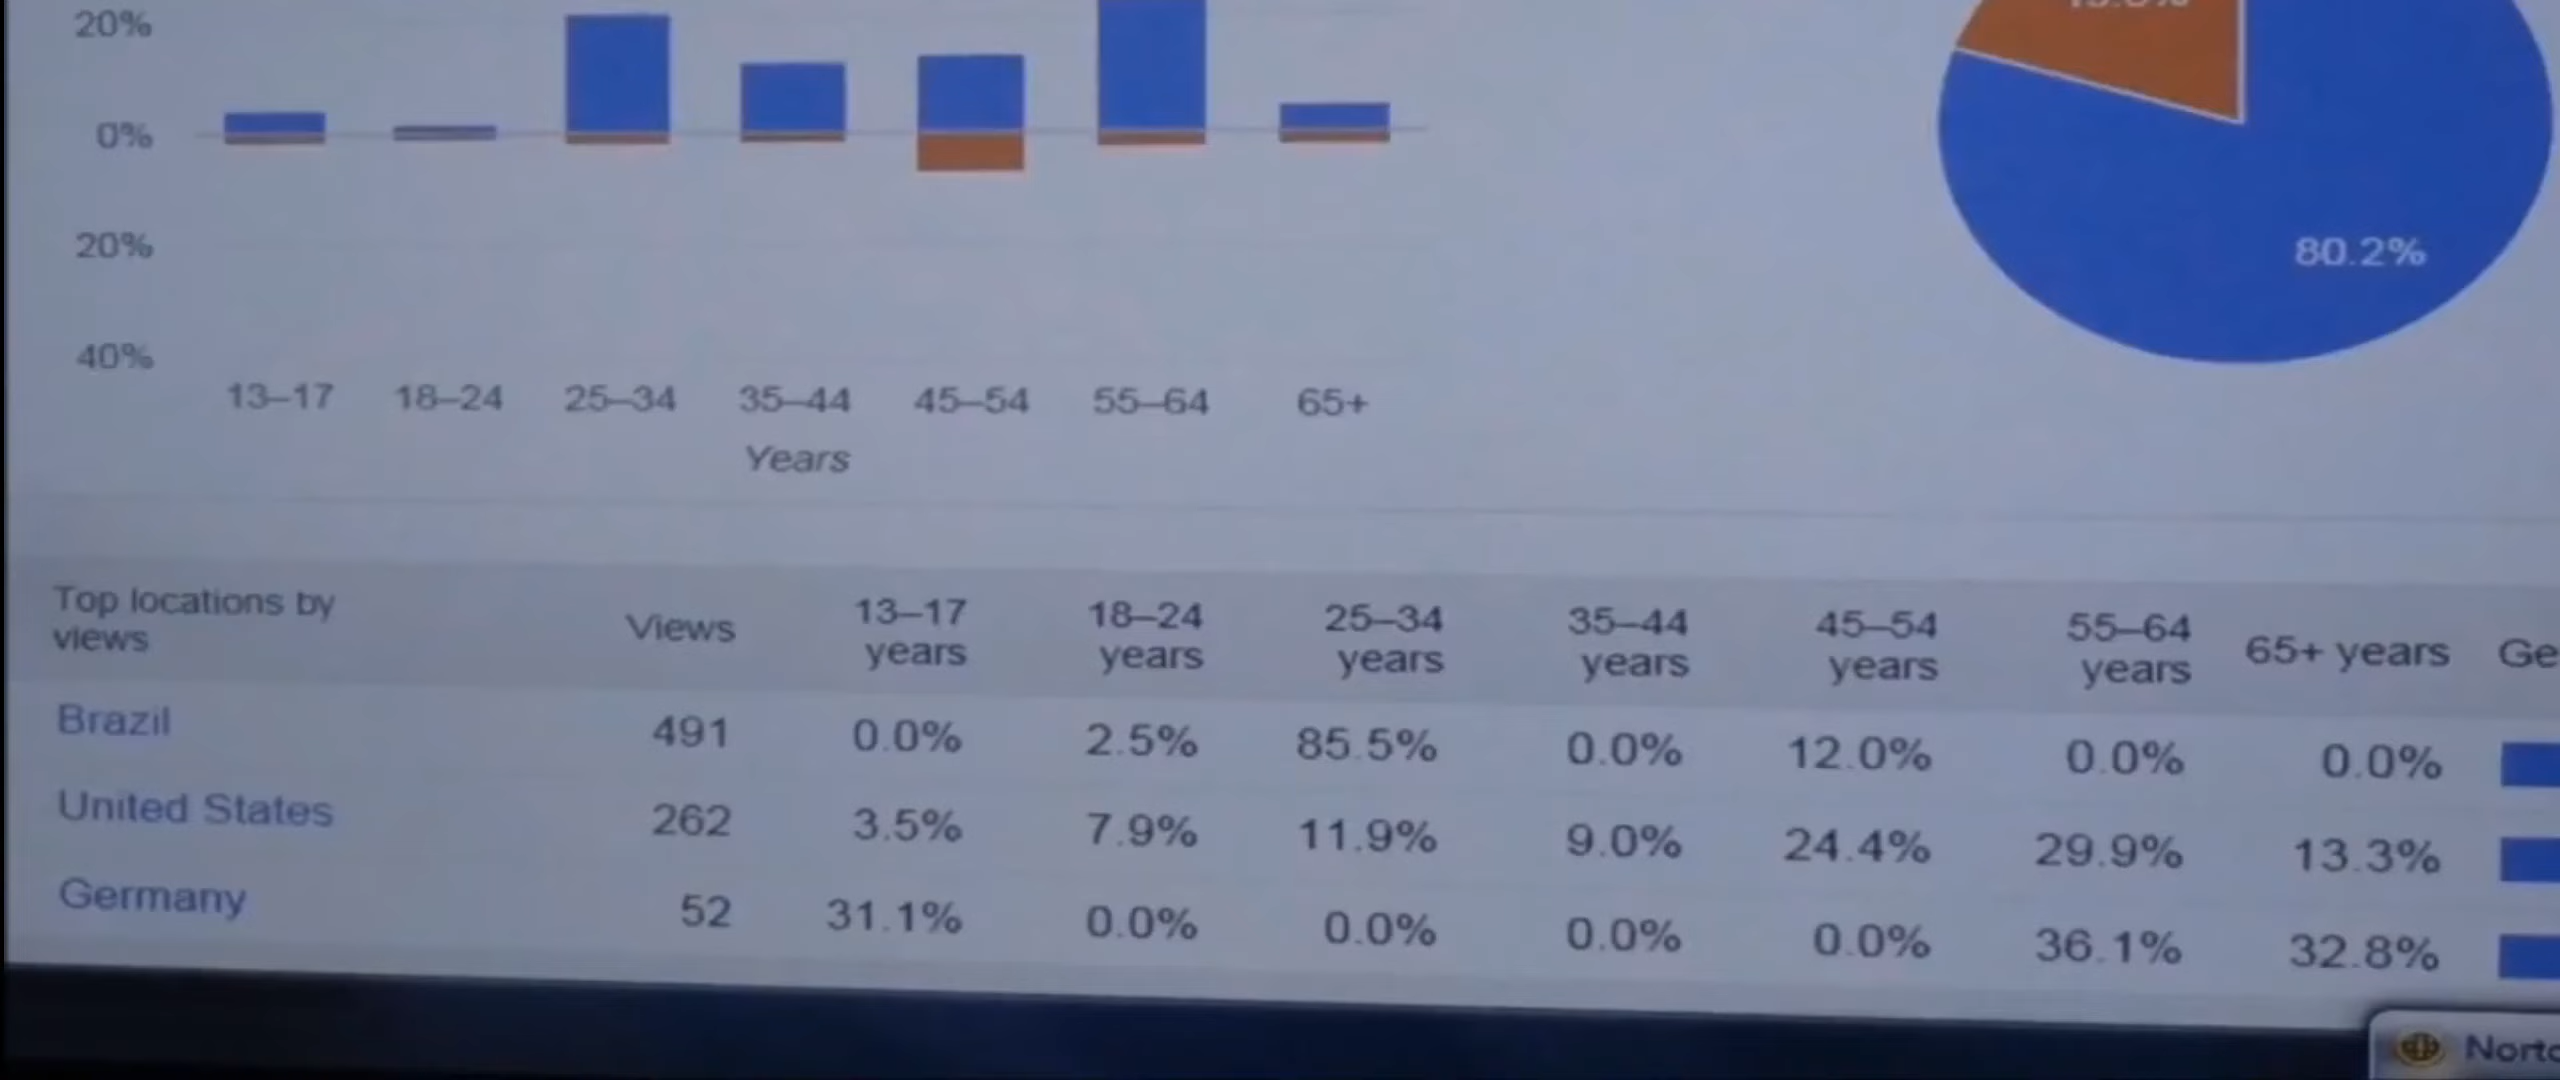 20%
0%
20%
40%
13–17 18–24 25–34 35–44 45–54 55–64 65+
Years
80.2%
Top locations by
views
Views
13–17
years
18–24
years
25–34
years
35–44
years
45–54
years
55–64
years
65+ years
Brazil 491 0.0% 2.5% 85.5% 0.0% 12.0% 0.0% 0.0%
United States 262 3.5% 7.9% 11.9% 9.0% 24.4% 29.9% 13.3%
Germany 52 31.1% 0.0% 0.0% 0.0% 0.0% 36.1% 32.8%